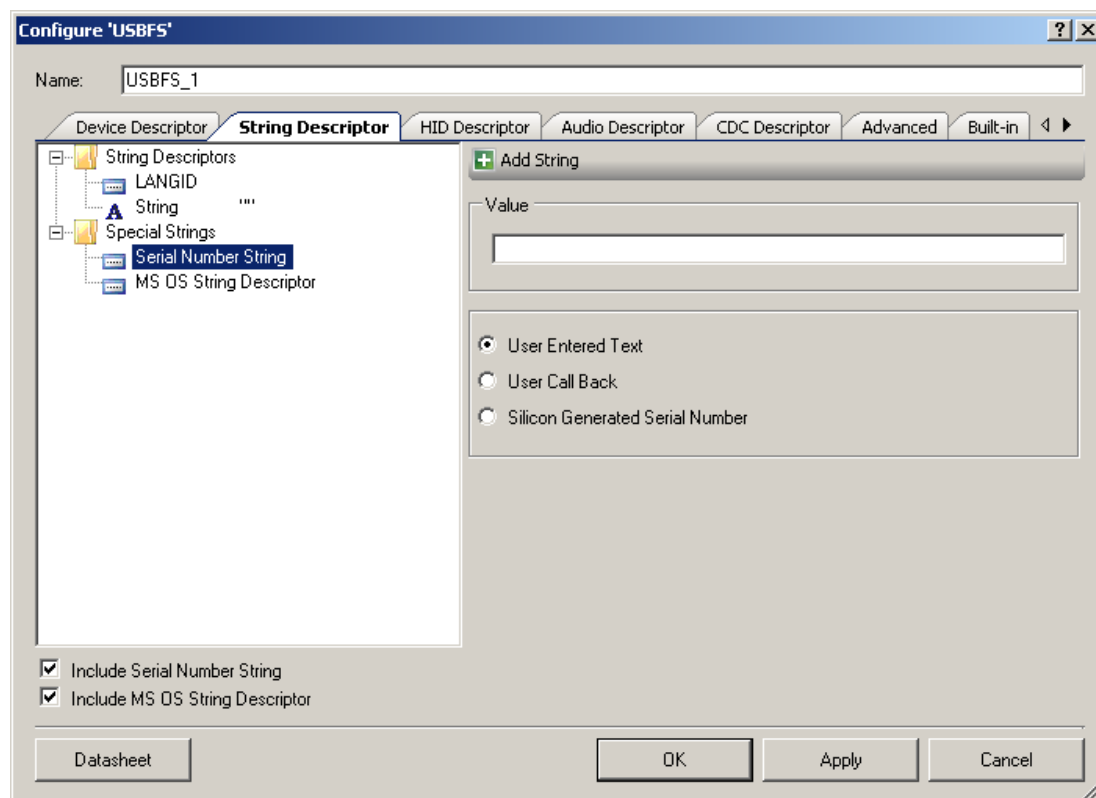 Configure 'USBFS'
Name: USBFS_1
Device Descriptor String Descriptor HID Descriptor Audio Descriptor CDC Descriptor Advanced Built-in
String Descriptors
LANGID
String ""
Special Strings
Serial Number String
MS OS String Descriptor
Add String
Value
User Entered Text
User Call Back
Silicon Generated Serial Number
Include Serial Number String
Include MS OS String Descriptor
Datasheet OK Apply Cancel